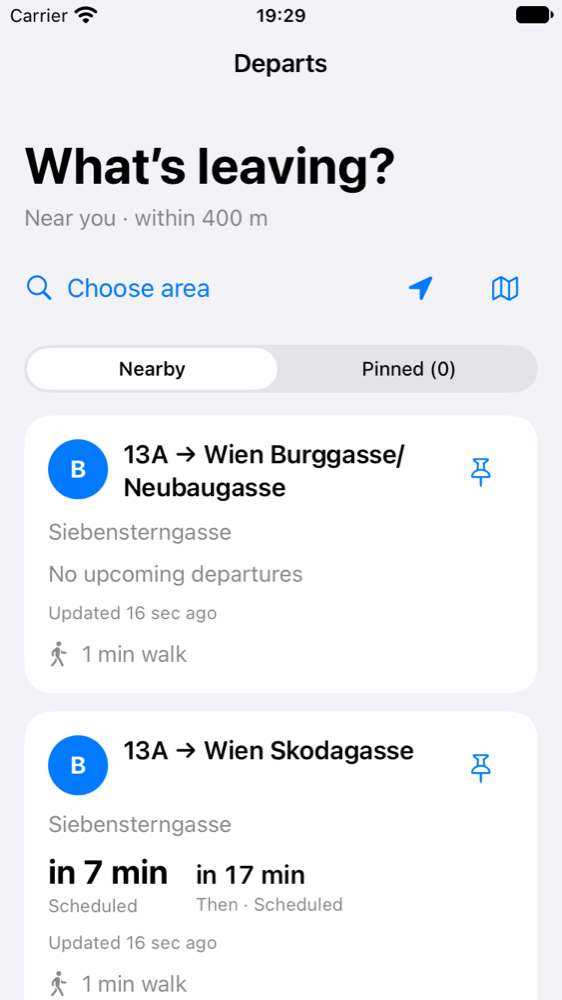 Carrier
19:29
Departs
What’s leaving?
Near you · within 400 m
Choose area
Nearby
Pinned (0)
B
13A → Wien Burggasse/
Neubaugasse
Siebensterngasse
No upcoming departures
Updated 16 sec ago
1 min walk
B
13A → Wien Skodagasse
Siebensterngasse
in 7 min
in 17 min
Scheduled
Then · Scheduled
Updated 16 sec ago
1 min walk